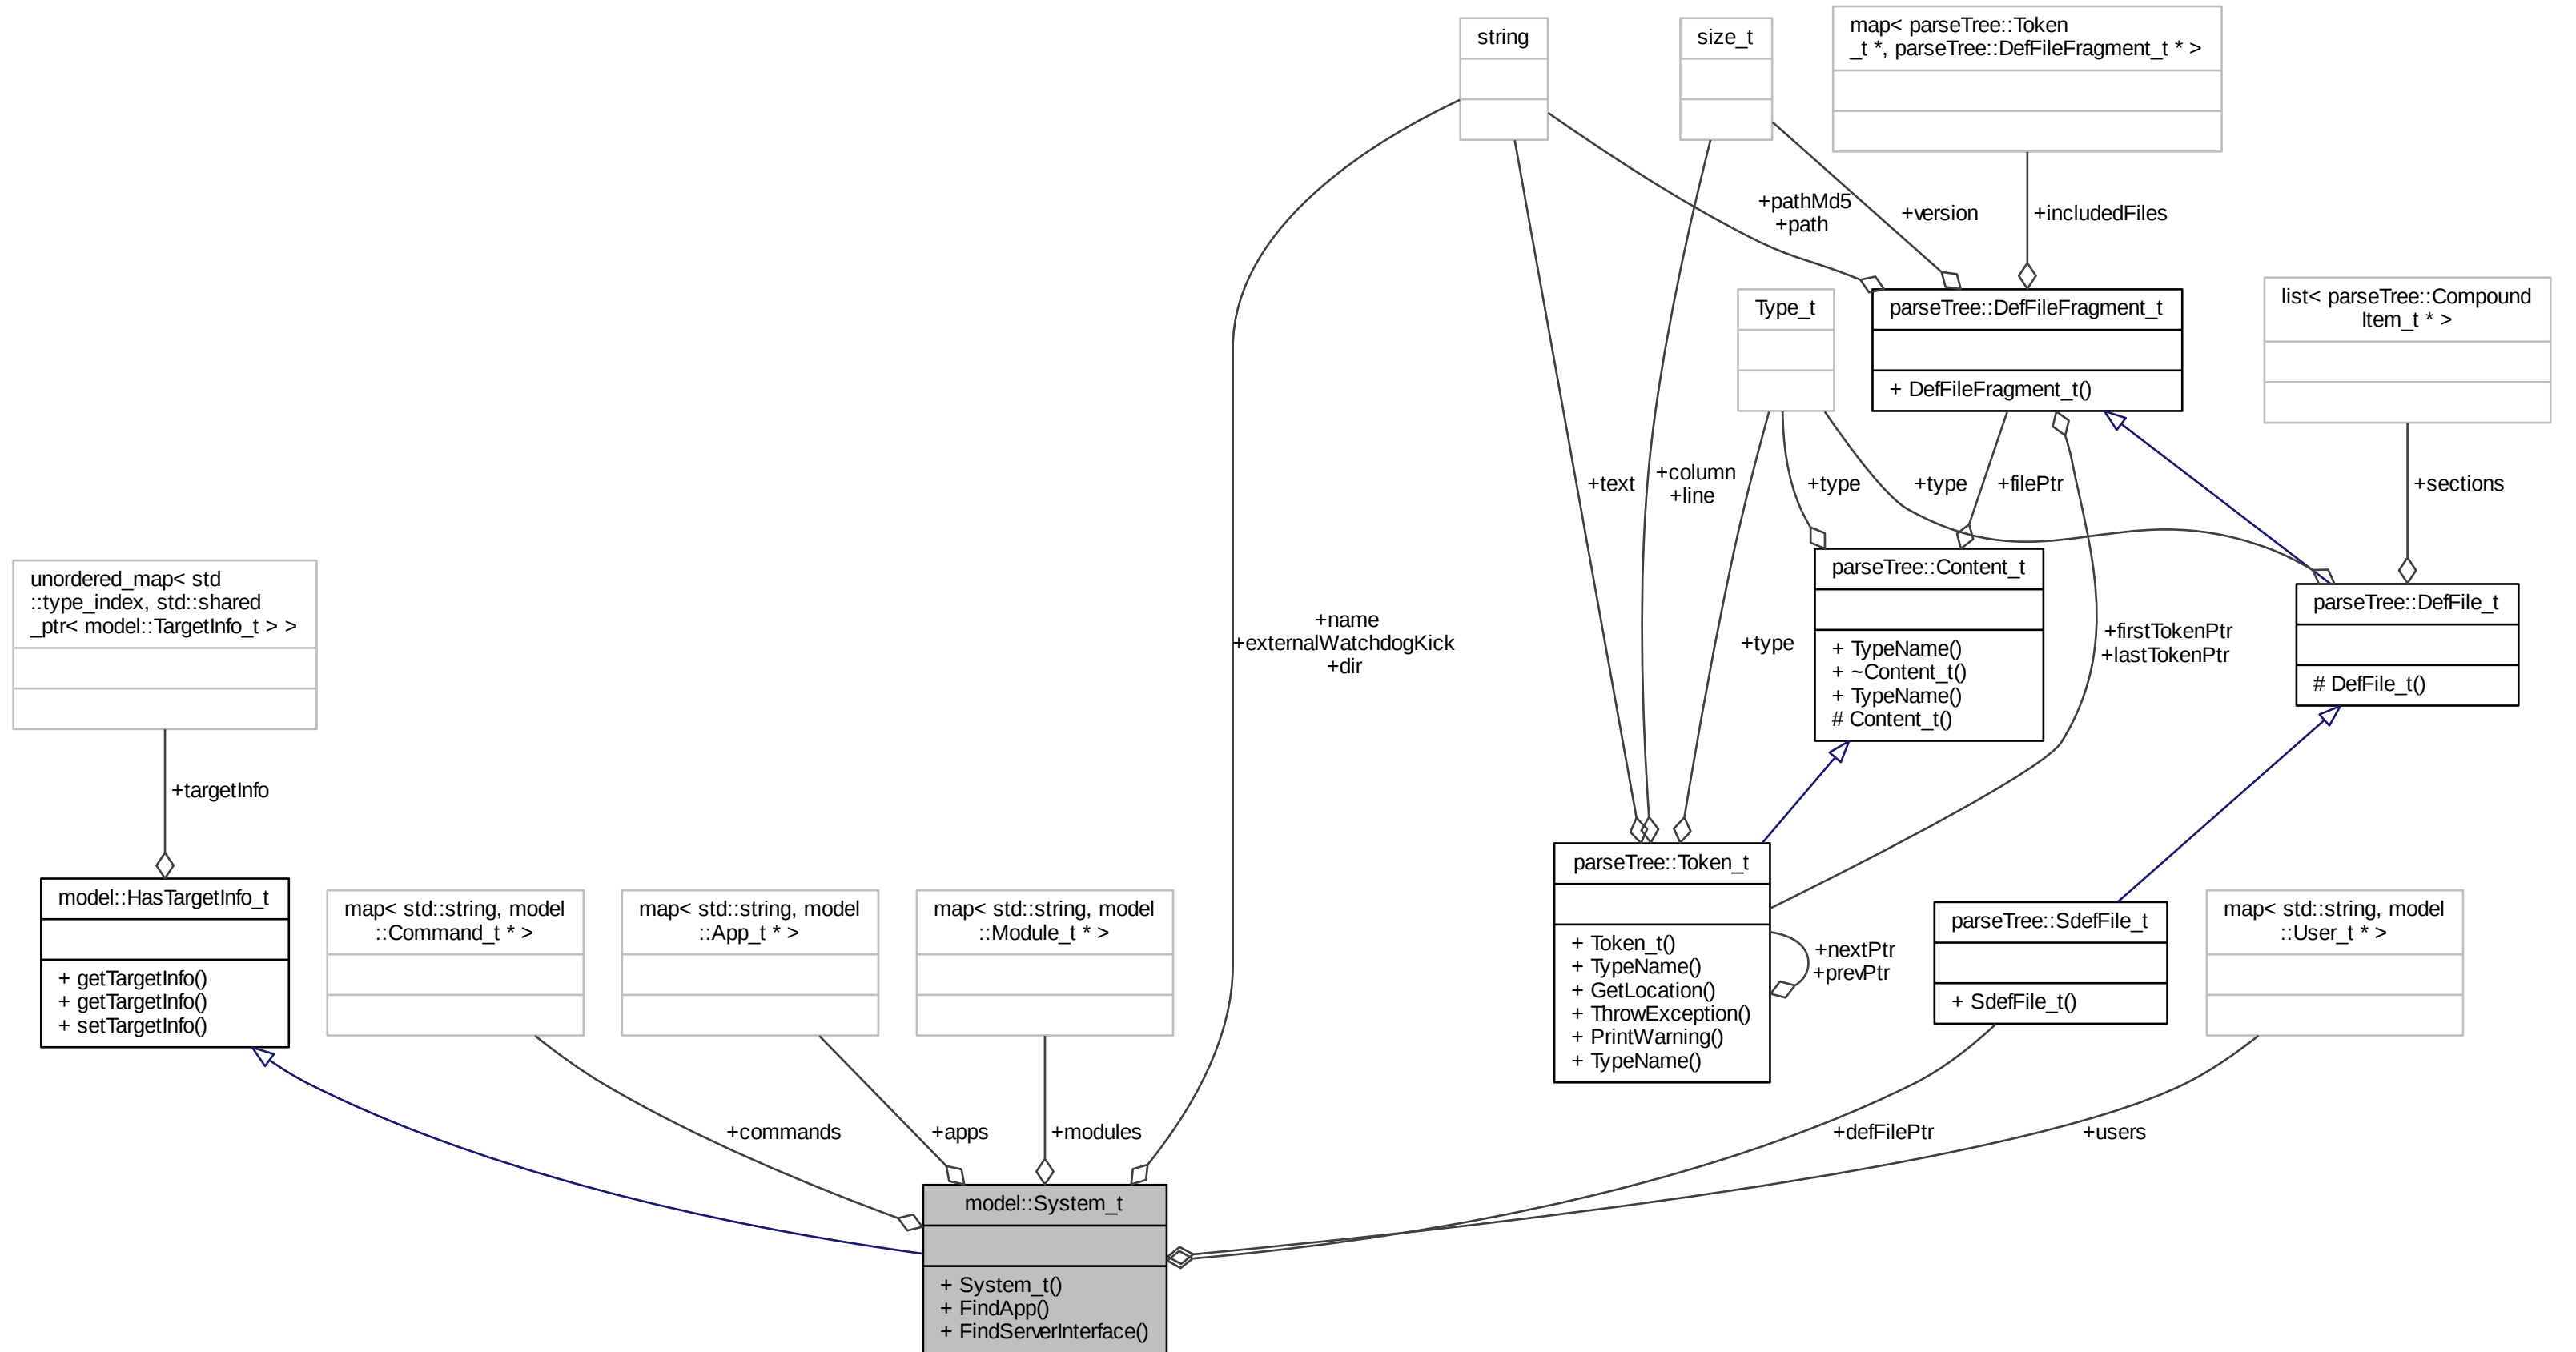 string
size_t
map< parseTree::Token
_t *, parseTree::DefFileFragment_t * >
+pathMd5
+path
+version
+includedFiles
Type_t
parseTree::DefFileFragment_t
+ DefFileFragment_t()
list< parseTree::Compound
Item_t * >
+text
+column
+line
+type
+type
+filePtr
+sections
unordered_map< std
::type_index, std::shared
_ptr< model::TargetInfo_t > >
+name
+externalWatchdogKick
+dir
+type
parseTree::Content_t
+ TypeName()
+ ~Content_t()
+ TypeName()
# Content_t()
+firstTokenPtr
+lastTokenPtr
parseTree::DefFile_t
# DefFile_t()
+targetInfo
model::HasTargetInfo_t
+ getTargetInfo()
+ getTargetInfo()
+ setTargetInfo()
map< std::string, model
::Command_t * >
map< std::string, model
::App_t * >
map< std::string, model
::Module_t * >
parseTree::Token_t
+ Token_t()
+ TypeName()
+ GetLocation()
+ ThrowException()
+ PrintWarning()
+ TypeName()
+nextPtr
+prevPtr
parseTree::SdefFile_t
+ SdefFile_t()
map< std::string, model
::User_t * >
+commands
+apps
+modules
+defFilePtr
+users
model::System_t
+ System_t()
+ FindApp()
+ FindServerInterface()